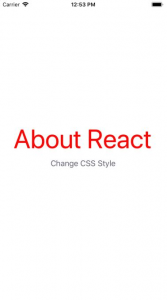 Carrier 12:53 PM
About React
Change CSS Style